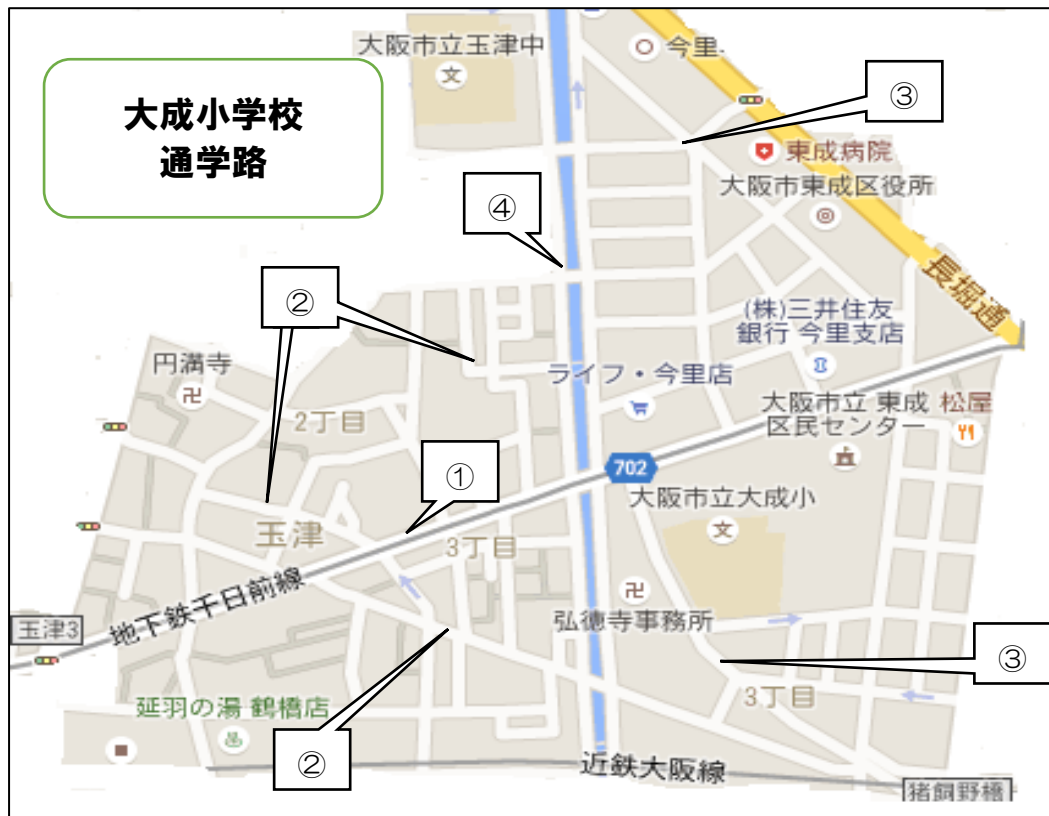 大成小学校
通学路
大阪市立玉津中
今里
③
東成病院
大阪市東成区役所
④
長堀通
②
(株)三井住友
銀行 今里支店
円満寺
ライフ・今里店
大阪市立 東成
区民センター
松屋
2丁目
702
①
大阪市立大成小
玉津
3丁目
地下鉄千日前線
弘徳寺事務所
玉津3
③
3丁目
延羽の湯 鶴橋店
②
近鉄大阪線
猪飼野橋